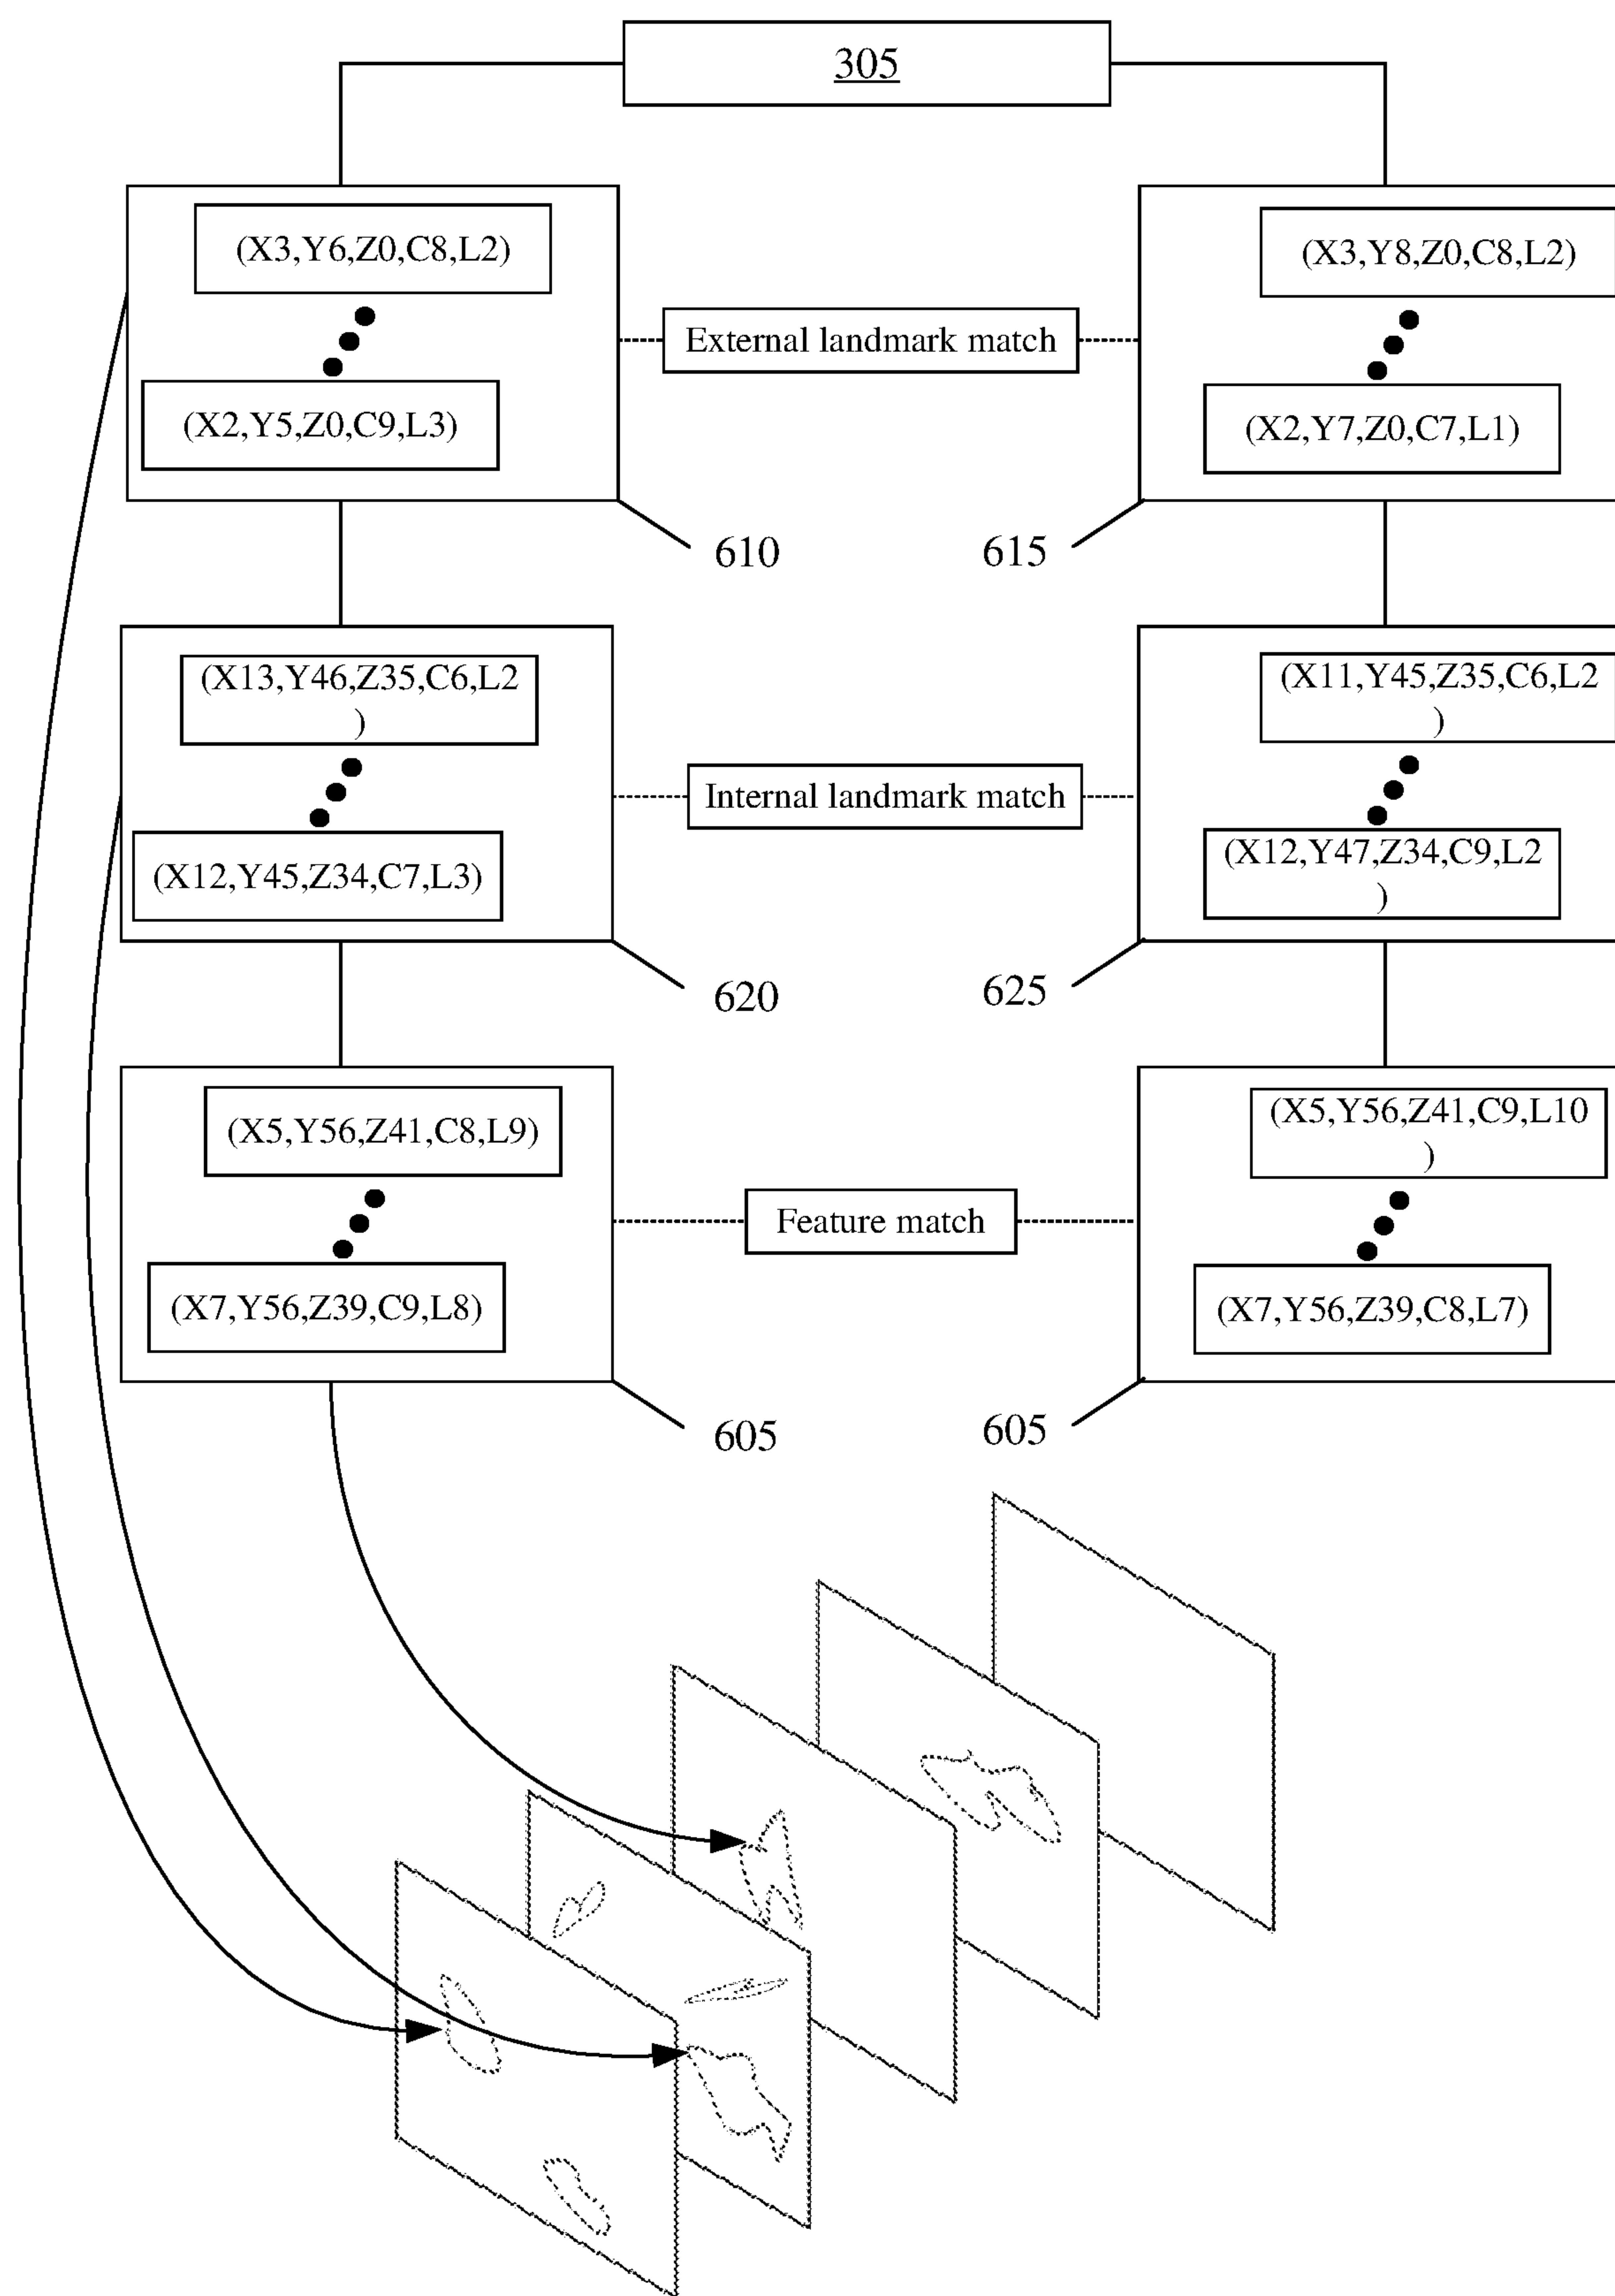 305
(X3,Y6,Z0,C8,L2)
(X3,Y8,Z0,C8,L2)
External landmark match
(X2,Y5,Z0,C9,L3)
(X2,Y7,Z0,C7,L1)
610
615
(X13,Y46,Z35,C6,L2
)
(X11,Y45,Z35,C6,L2
)
Internal landmark match
(X12,Y45,Z34,C7,L3)
(X12,Y47,Z34,C9,L2
)
620
625
(X5,Y56,Z41,C8,L9)
(X5,Y56,Z41,C9,L10
)
Feature match
(X7,Y56,Z39,C9,L8)
(X7,Y56,Z39,C8,L7)
605
605